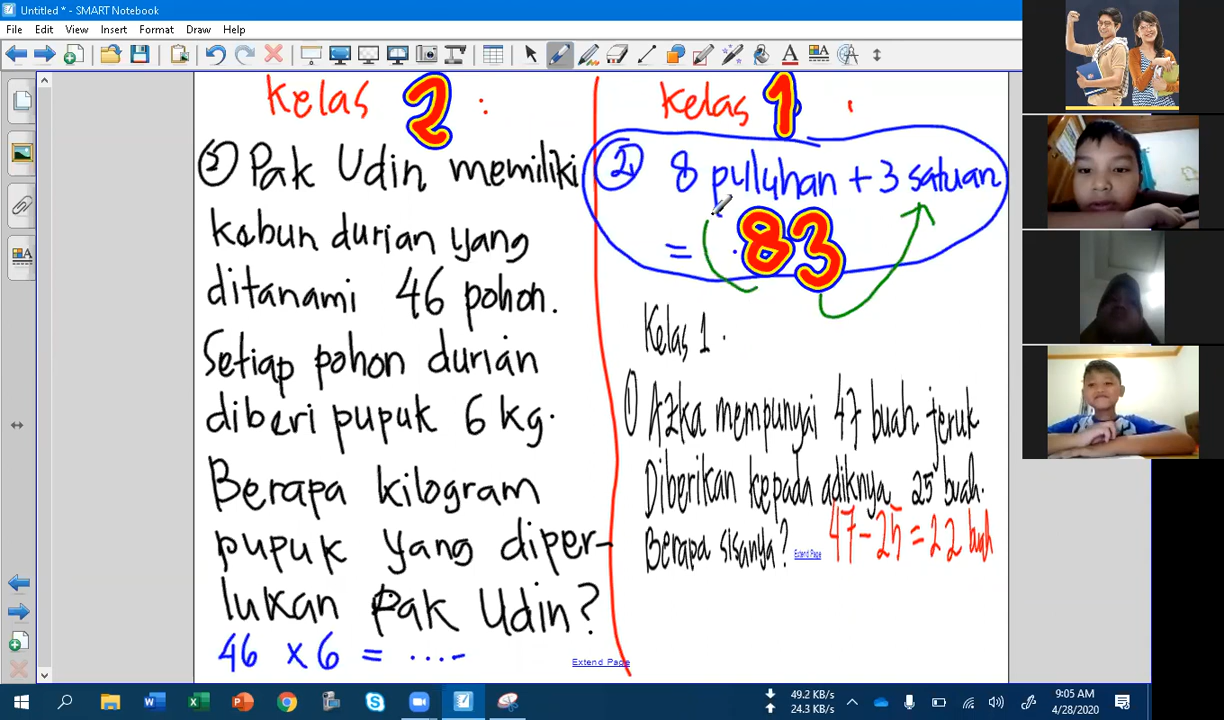 Untitled * - SMART Notebook
File Edit View Insert Format Draw Help
Kelas 2 :
② Pak Udin memiliki
kebun durian yang
ditanami 46 pohon.
Setiap pohon durian
diberi pupuk 6 kg.
Berapa kilogram
pupuk yang diper-
lukan Pak Udin?
46 x 6 = ....
Extend Page
Kelas 1 :
② 8 puluhan + 3 satuan
= 83
Kelas 1.
① Azka mempunyai 47 buah jeruk
Diberikan kepada adiknya 25 buah.
Berapa sisanya? Extend Page 47 - 25 = 22 buah
49.2 KB/s
24.3 KB/s
9:05 AM
4/28/2020